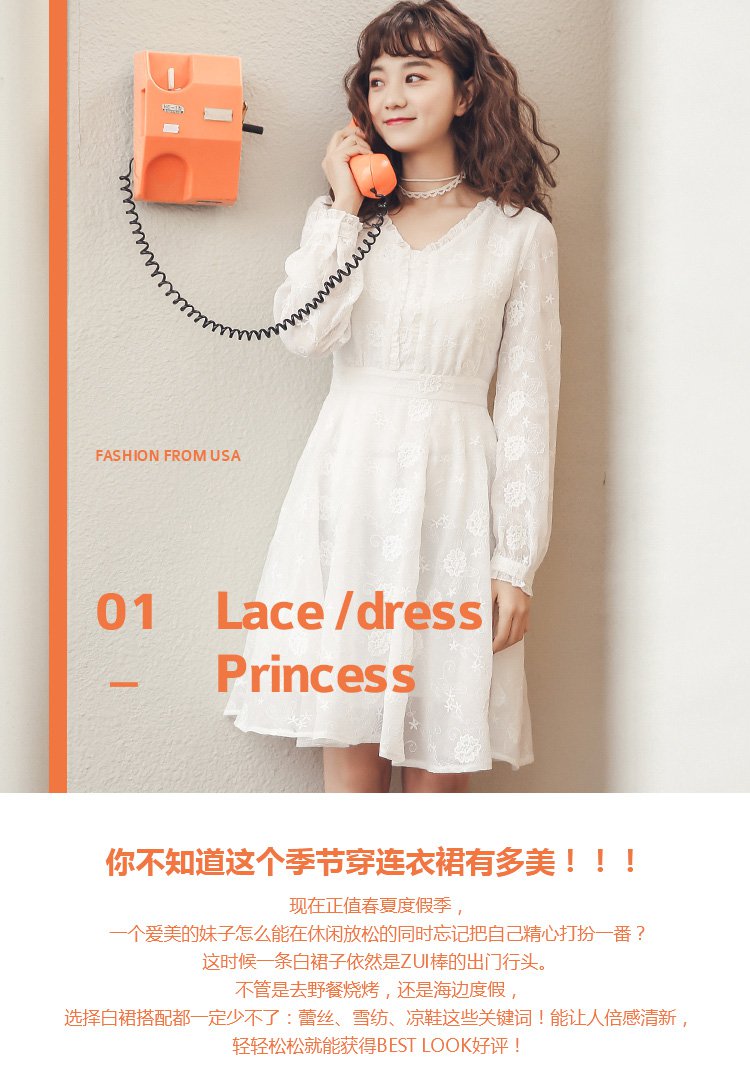 FASHION FROM USA
01 Lace /dress
_ Princess
你不知道这个季节穿连衣裙有多美！！！
现在正值春夏度假季，
一个爱美的妹子怎么能在休闲放松的同时忘记把自己精心打扮一番？
这时候一条白裙子依然是ZUI棒的出门行头。
不管是去野餐烧烤，还是海边度假，
选择白裙搭配都一定少不了：蕾丝、雪纺、凉鞋这些关键词！能让人倍感清新，
轻轻松松就能获得BEST LOOK好评！